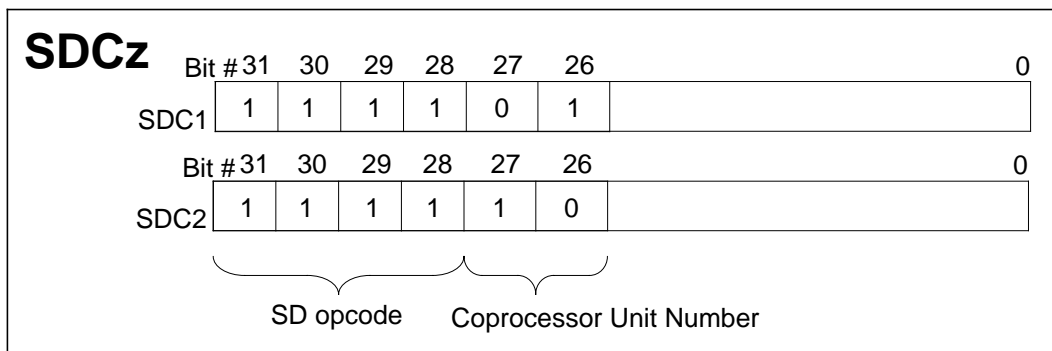 SDCz
Bit # 31 30 29 28 27 26 0
SDC1 1 1 1 1 0 1
Bit # 31 30 29 28 27 26 0
SDC2 1 1 1 1 1 0
SD opcode Coprocessor Unit Number